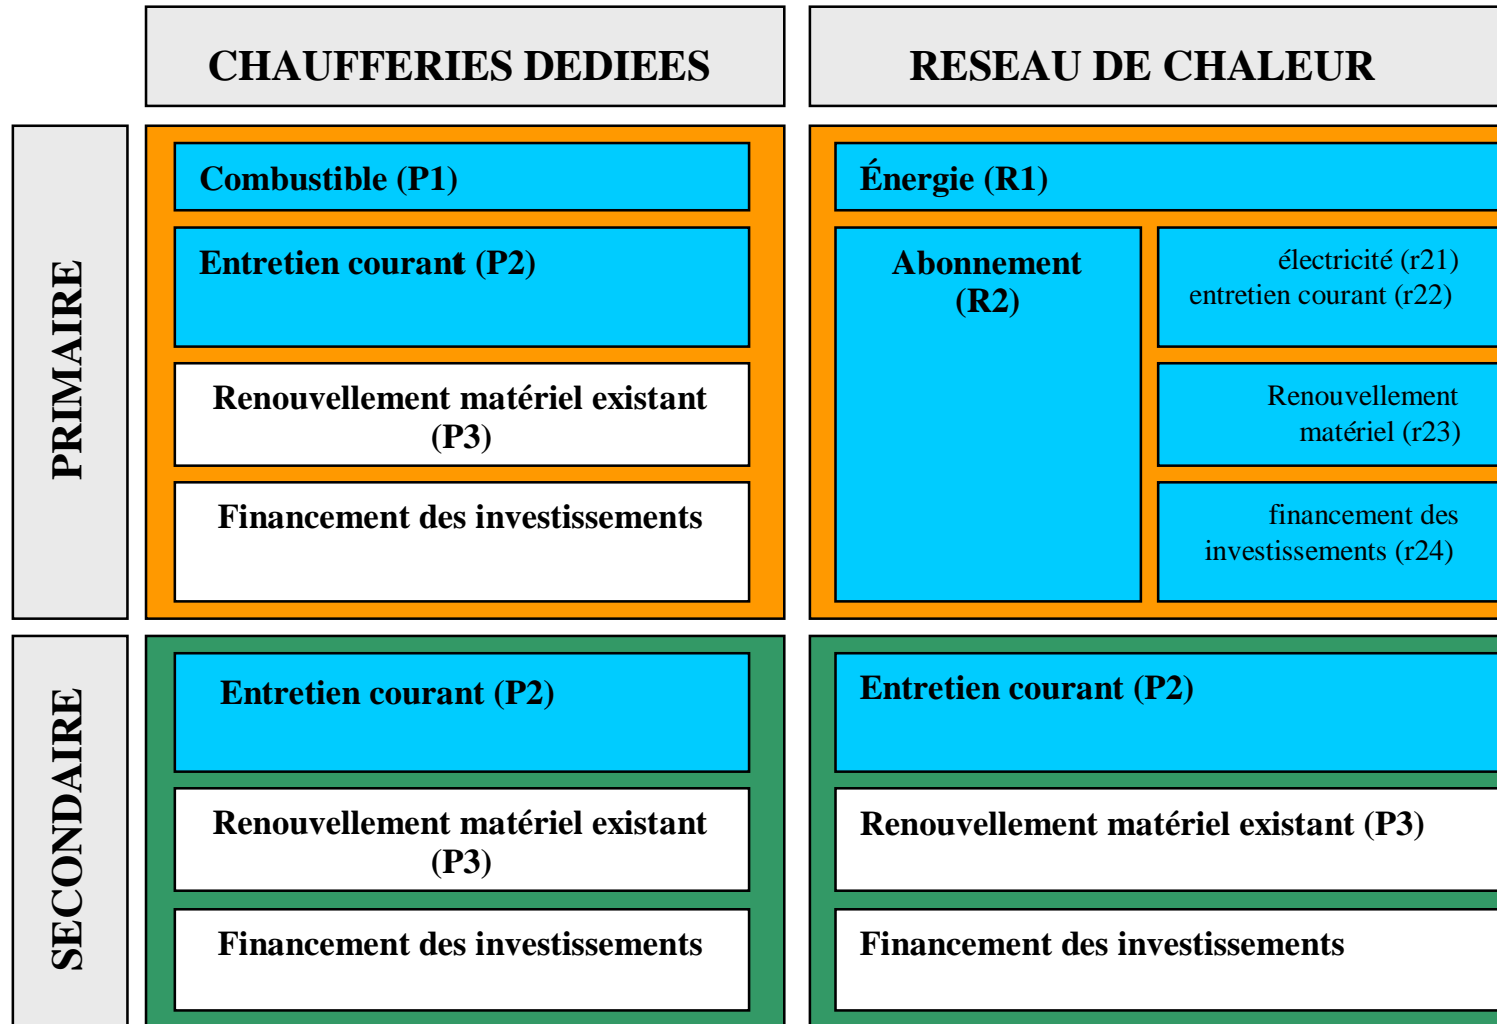 CHAUFFERIES DEDIEES
RESEAU DE CHALEUR
PRIMAIRE
Combustible (P1)
Entretien courant (P2)
Renouvellement matériel existant
(P3)
Financement des investissements
Énergie (R1)
Abonnement
(R2)
électricité (r21)
entretien courant (r22)
Renouvellement
matériel (r23)
financement des
investissements (r24)
SECONDAIRE
Entretien courant (P2)
Renouvellement matériel existant
(P3)
Financement des investissements
Entretien courant (P2)
Renouvellement matériel existant (P3)
Financement des investissements